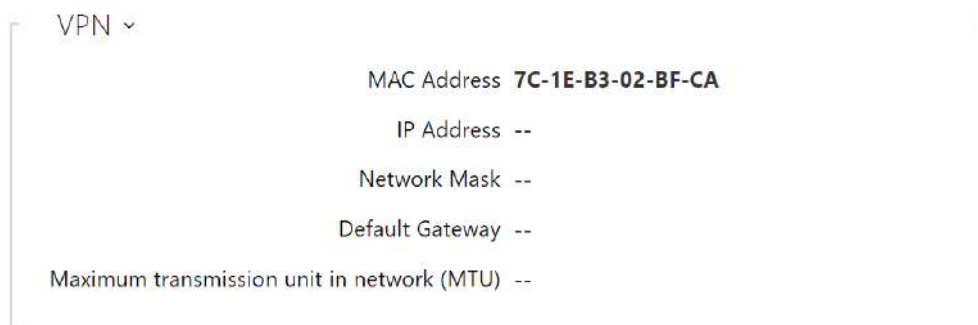 VPN
MAC Address 7C-1E-B3-02-BF-CA
IP Address --
Network Mask --
Default Gateway --
Maximum transmission unit in network (MTU) --